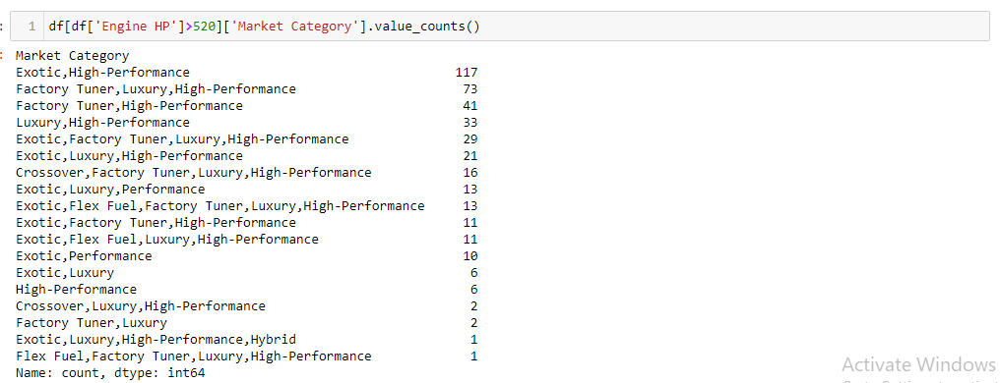 : 1 df[df['Engine HP']>520]['Market Category'].value_counts()
: Market Category
Exotic,High-Performance 117
Factory Tuner,Luxury,High-Performance 73
Factory Tuner,High-Performance 41
Luxury,High-Performance 33
Exotic,Factory Tuner,Luxury,High-Performance 29
Exotic,Luxury,High-Performance 21
Crossover,Factory Tuner,Luxury,High-Performance 16
Exotic,Luxury,Performance 13
Exotic,Flex Fuel,Factory Tuner,Luxury,High-Performance 13
Exotic,Factory Tuner,High-Performance 11
Exotic,Flex Fuel,Luxury,High-Performance 11
Exotic,Performance 10
Exotic,Luxury 6
High-Performance 6
Crossover,Luxury,High-Performance 2
Factory Tuner,Luxury 2
Exotic,Luxury,High-Performance,Hybrid 1
Flex Fuel,Factory Tuner,Luxury,High-Performance 1
Name: count, dtype: int64
Activate Windows